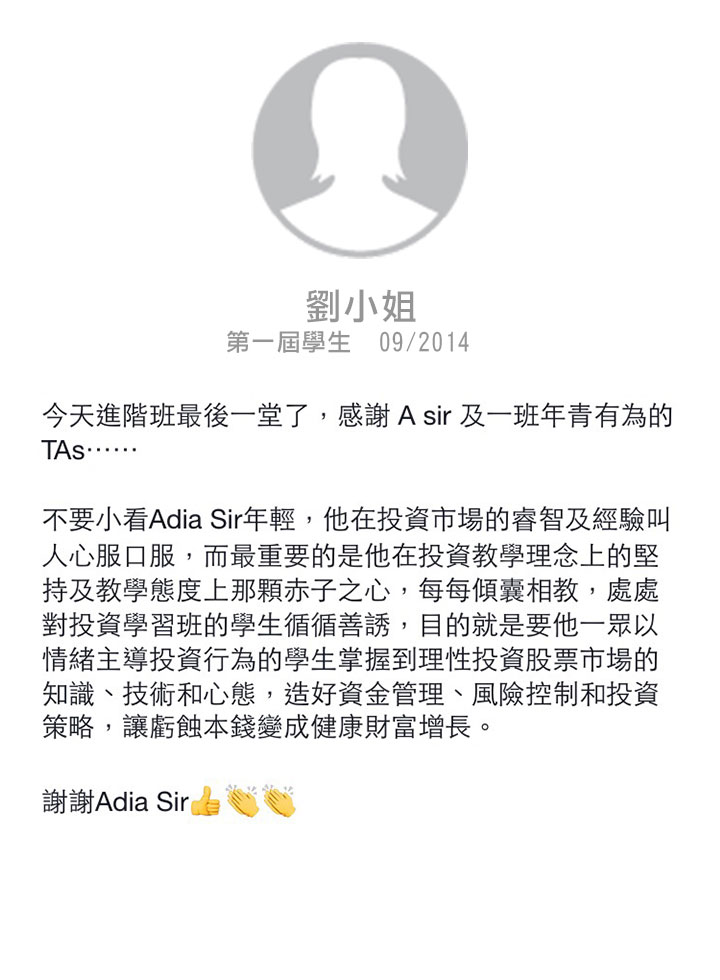 劉小姐
第一屆學生 09/2014
今天進階班最後一堂了，感謝 A sir 及一班年青有為的
TAs⋯⋯
不要小看Adia Sir年輕，他在投資市場的睿智及經驗叫
人心服口服，而最重要的是他在投資教學理念上的堅
持及教學態度上那顆赤子之心，每每傾囊相教，處處
對投資學習班的學生循循善誘，目的就是要他一眾以
情緒主導投資行為的學生掌握到理性投資股票市場的
知識、技術和心態，造好資金管理、風險控制和投資
策略，讓虧蝕本錢變成健康財富增長。
謝謝Adia Sir👍👏👏